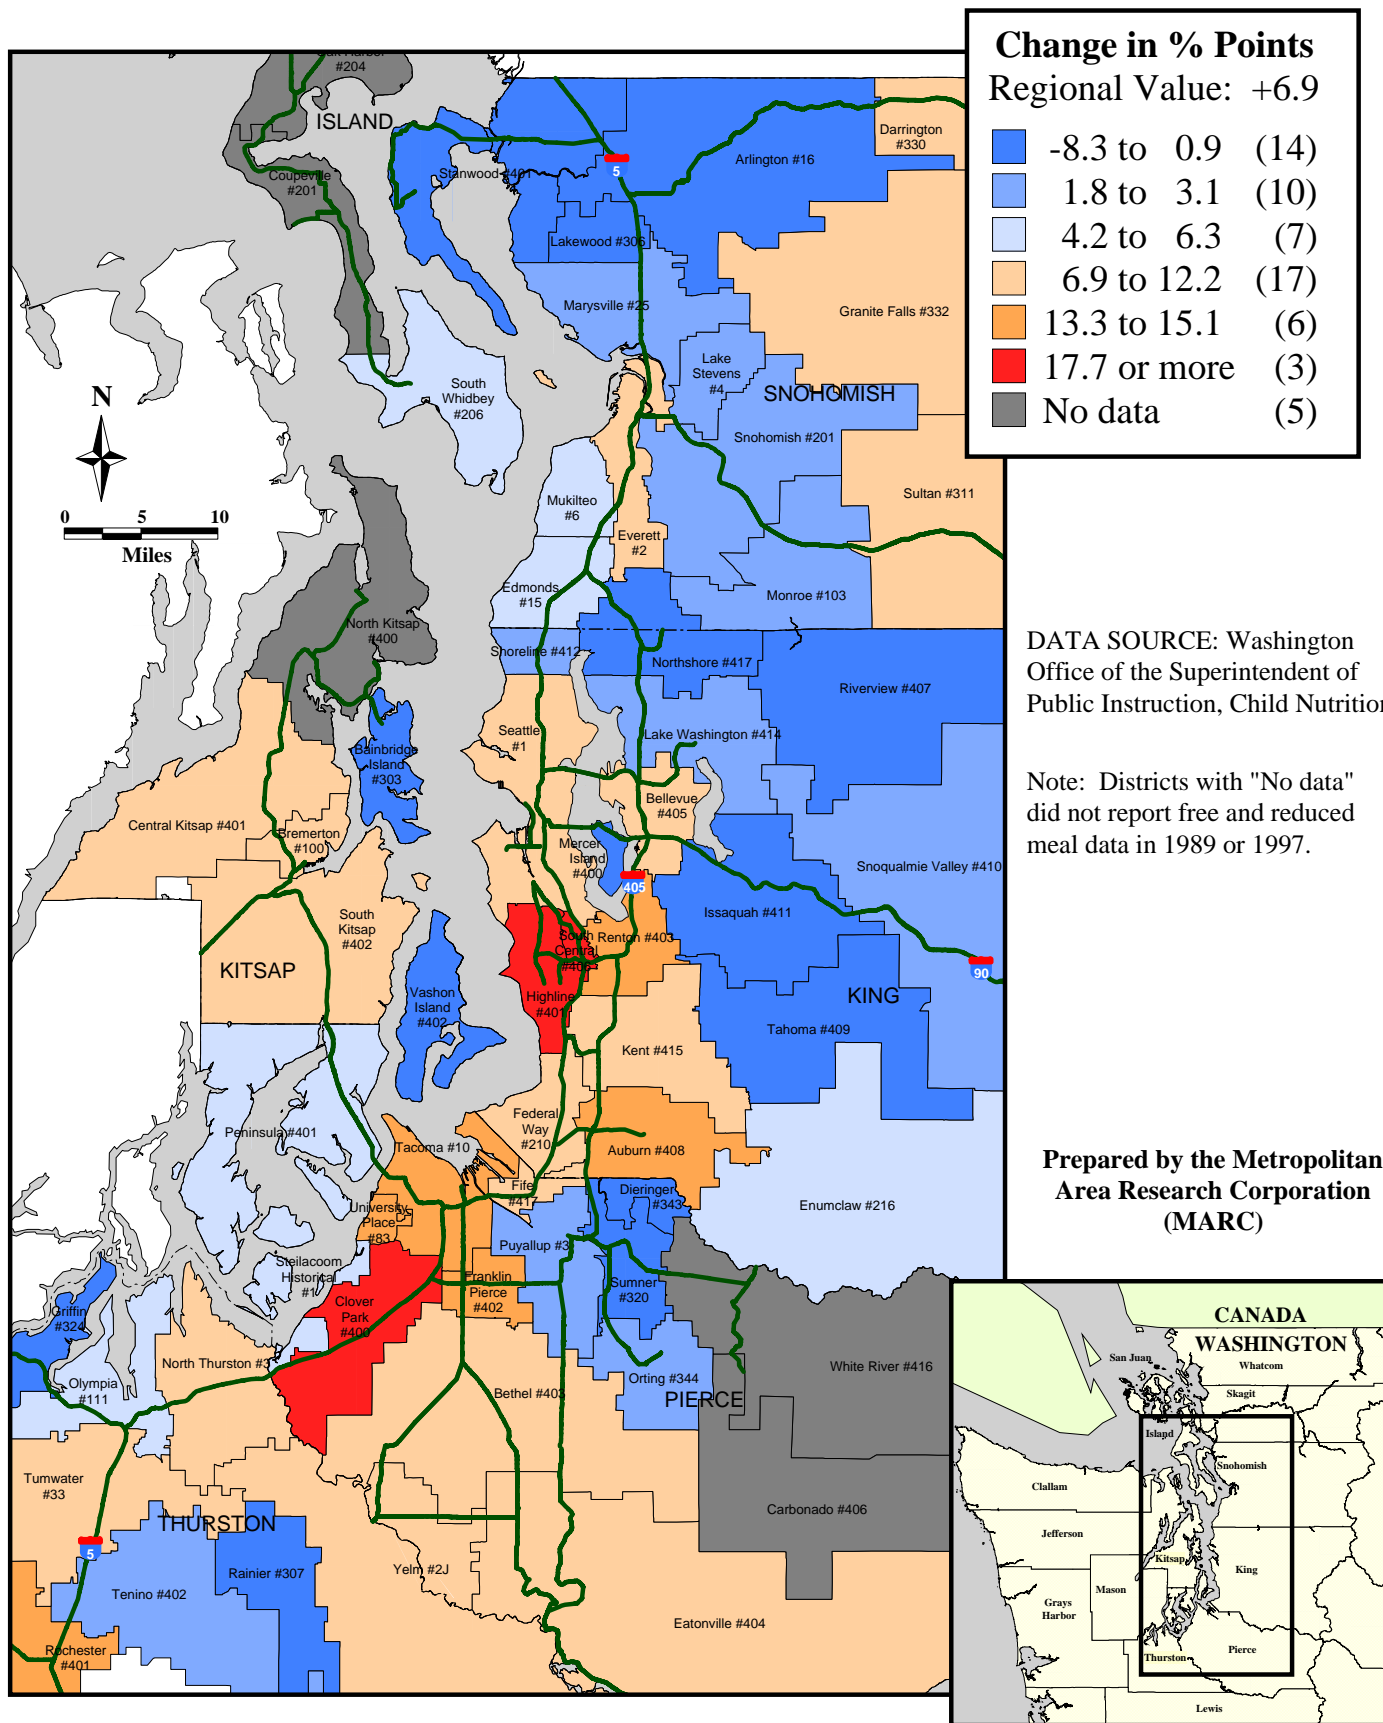 Change in % Points
Regional Value: +6.9
-8.3 to 0.9 (14)
1.8 to 3.1 (10)
4.2 to 6.3 (7)
6.9 to 12.2 (17)
13.3 to 15.1 (6)
17.7 or more (3)
No data (5)
#204
ISLAND
Coupeville
#201
Stanwood #401
5
Arlington #16
Darrington
#330
Lakewood #306
Marysville #25
Granite Falls #332
Lake
Stevens
#4
SNOHOMISH
Snohomish #201
South
Whidbey
#206
N
0 5 10
Miles
Mukilteo
#6
Everett
#2
Sultan #311
Edmonds
#15
Monroe #103
North Kitsap
#400
Shoreline #412
Northshore #417
Riverview #407
Seattle
#1
Lake Washington #414
Bainbridge
Island
#303
Bellevue
#405
Central Kitsap #401
Bremerton
#100
Mercer
Island
#400
405
Snoqualmie Valley #410
Issaquah #411
South
Kitsap
#402
South
Central
#406
Renton #403
KITSAP
90
Vashon
Island
#402
Highline
#401
KING
Tahoma #409
Kent #415
Peninsula #401
Federal
Way
#210
Tacoma #10
Auburn #408
Fife
#417
Dieringer
#343
Enumclaw #216
University
Place
#83
Puyallup #3
Steilacoom
Historical
#1
Franklin
Pierce
#402
Sumner
#320
Clover
Park
#400
Griffin
#324
North Thurston #3
Olympia
#111
Bethel #403
Orting #344
PIERCE
White River #416
Tumwater
#33
Carbonado #406
THURSTON
5
Rainier #307
Yelm #2J
Tenino #402
Eatonville #404
Rochester
#401
DATA SOURCE: Washington
Office of the Superintendent of
Public Instruction, Child Nutrition
Note: Districts with "No data"
did not report free and reduced
meal data in 1989 or 1997.
Prepared by the Metropolitan
Area Research Corporation
(MARC)
CANADA
WASHINGTON
San Juan
Whatcom
Skagit
Island
Snohomish
Clallam
Jefferson
Kitsap
King
Mason
Grays
Harbor
Thurston
Pierce
Lewis